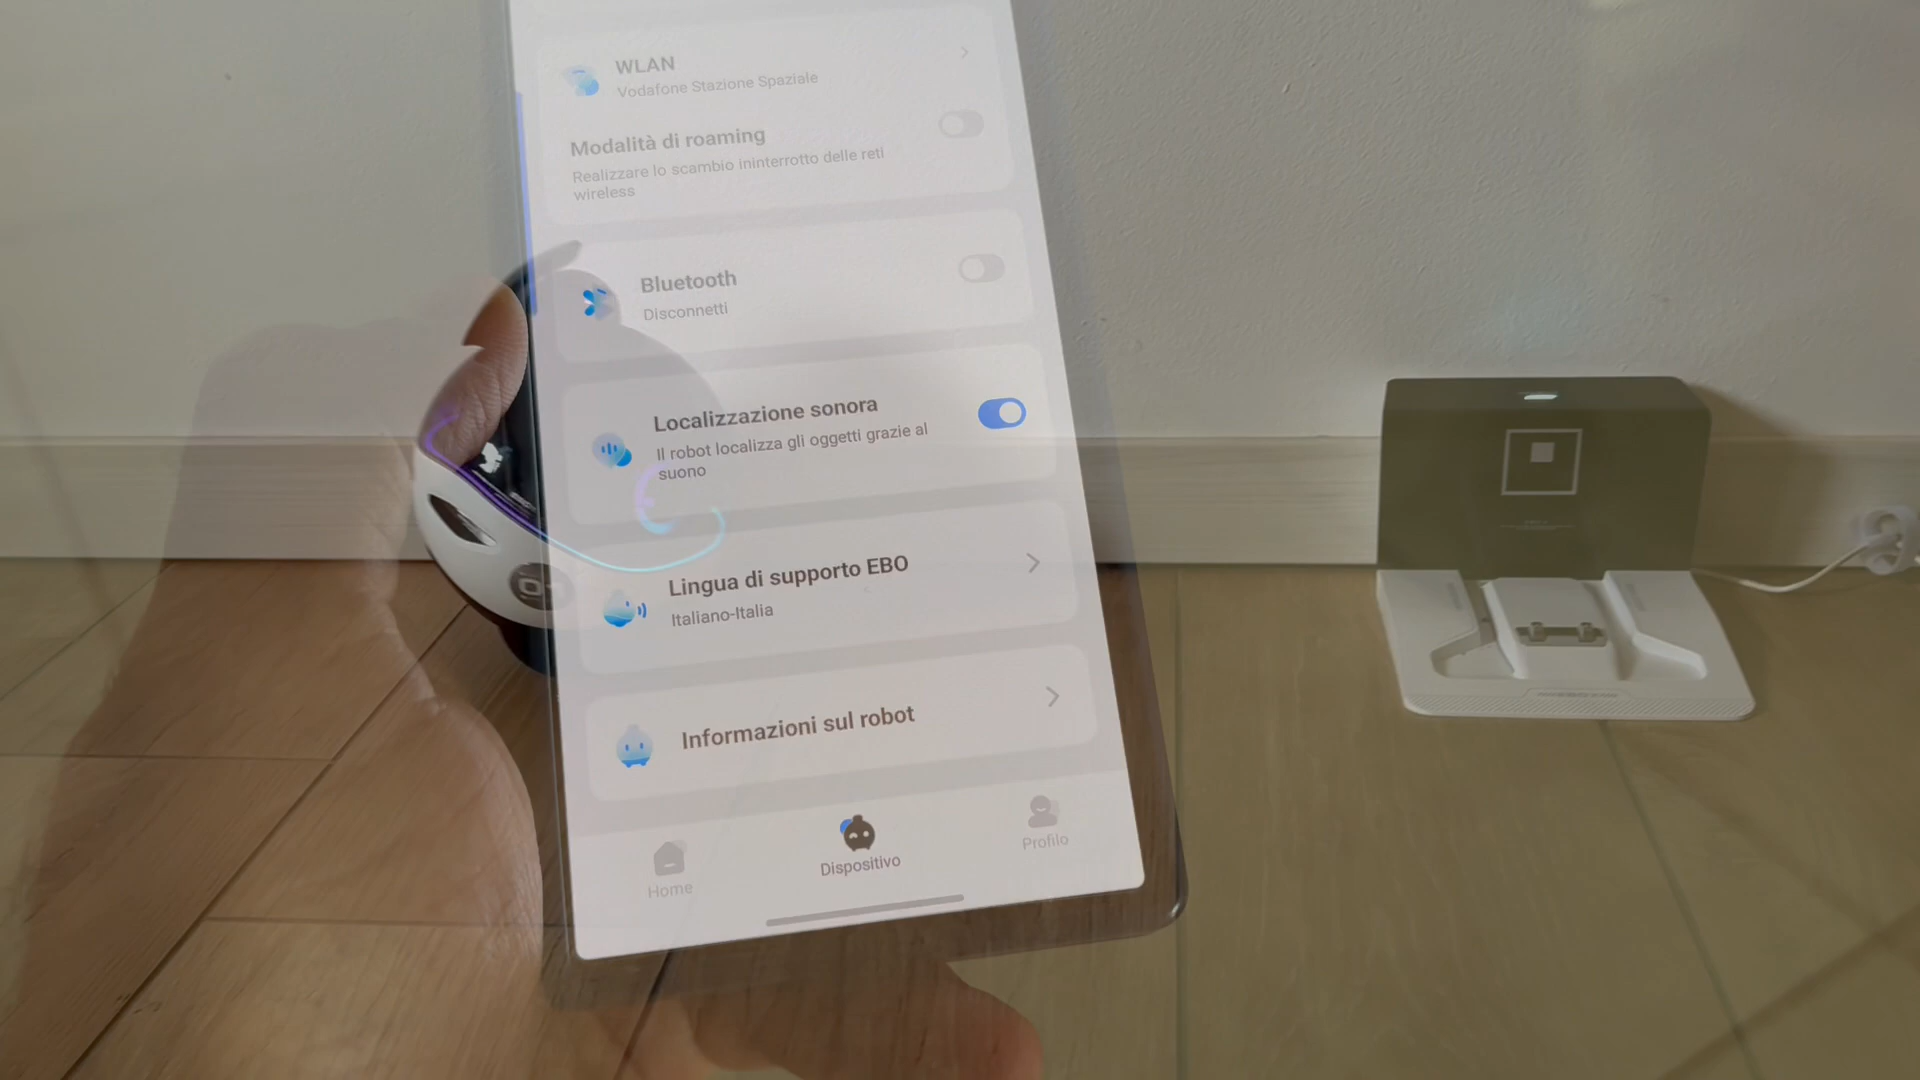 WLAN
Vodafone Stazione Spaziale
Modalità di roaming
Realizzare lo scambio ininterrotto delle reti
wireless
Bluetooth
Disconnetti
Localizzazione sonora
Il robot localizza gli oggetti grazie al
suono
Lingua di supporto EBO
Italiano-Italia
Informazioni sul robot
Home
Dispositivo
Profilo